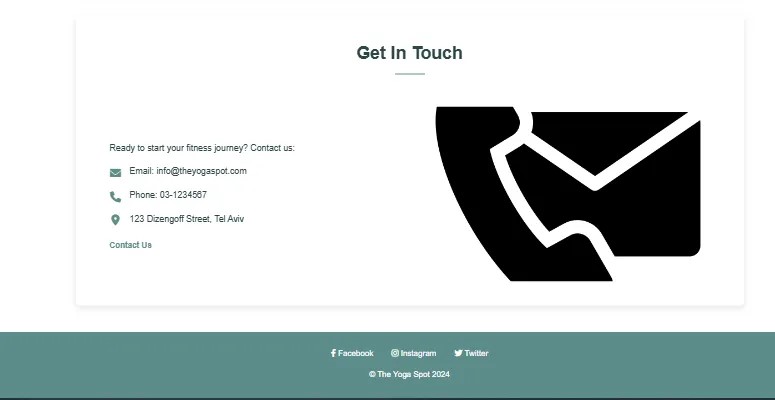 Get In Touch
Ready to start your fitness journey? Contact us:
Email: info@theyogaspot.com
Phone: 03-1234567
123 Dizengoff Street, Tel Aviv
Contact Us
Facebook Instagram Twitter
© The Yoga Spot 2024